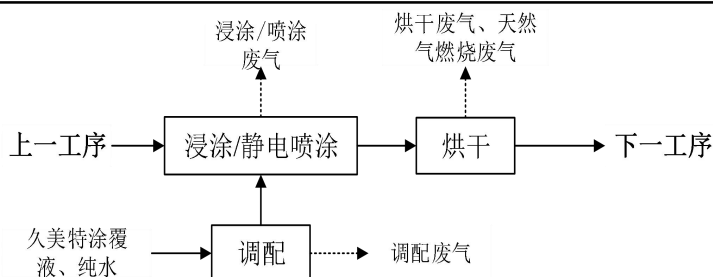 浸涂/喷涂
废气
烘干废气、天然
气燃烧废气
上一工序
浸涂/静电喷涂
烘干
下一工序
久美特涂覆
液、纯水
调配
调配废气